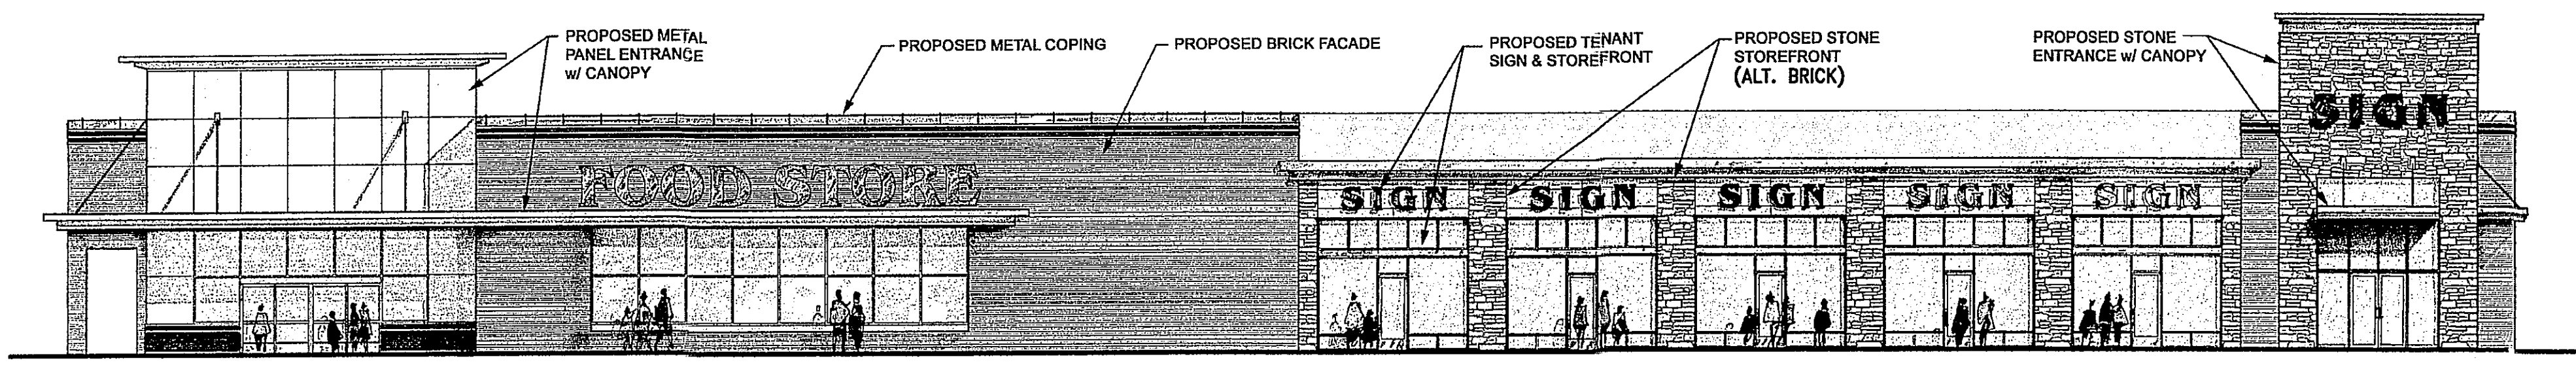 PROPOSED METAL
PANEL ENTRANCE
w/ CANOPY
PROPOSED METAL COPING
PROPOSED BRICK FACADE
PROPOSED TENANT
SIGN & STOREFRONT
PROPOSED STONE
STOREFRONT
(ALT. BRICK)
PROPOSED STONE
ENTRANCE w/ CANOPY
SIGN
FOOD STORE
SIGN
SIGN
SIGN
SIGN
SIGN